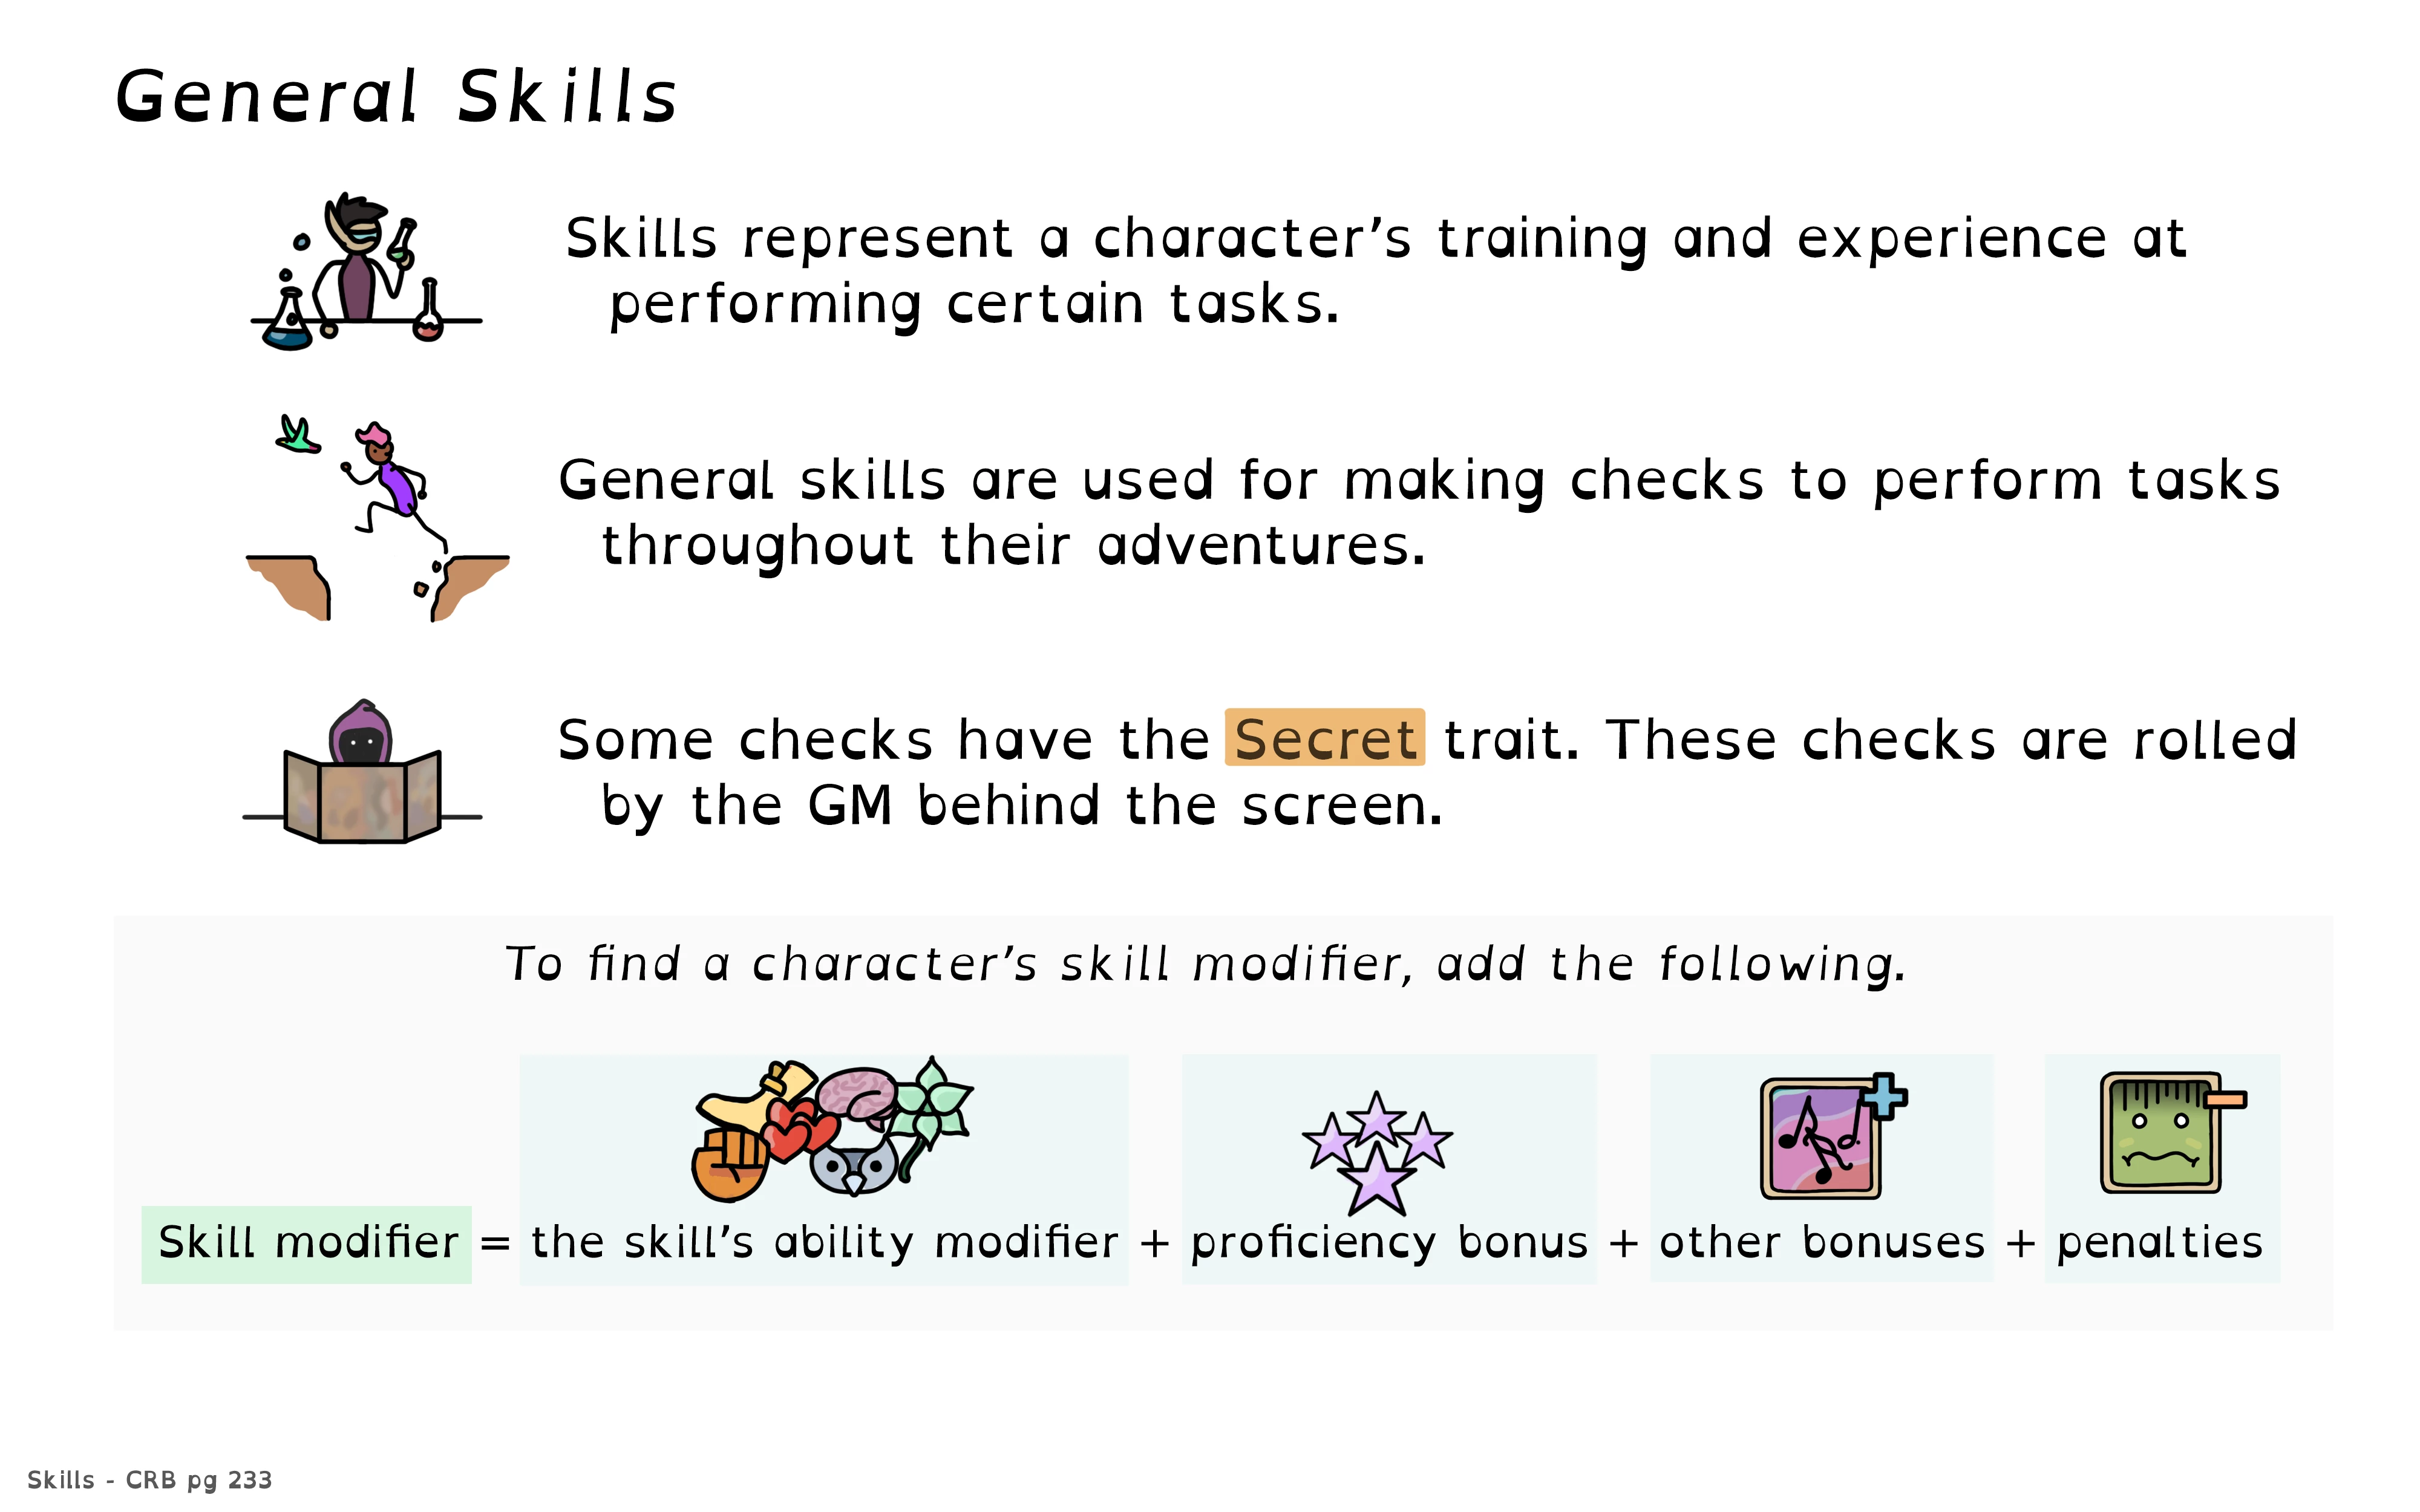 General Skills
Skills represent a character’s training and experience at
performing certain tasks.
General skills are used for making checks to perform tasks
throughout their adventures.
Some checks have the Secret trait. These checks are rolled
by the GM behind the screen.
To find a character’s skill modifier, add the following.
Skill modifier = the skill’s ability modifier + proficiency bonus + other bonuses + penalties
Skills - CRB pg 233